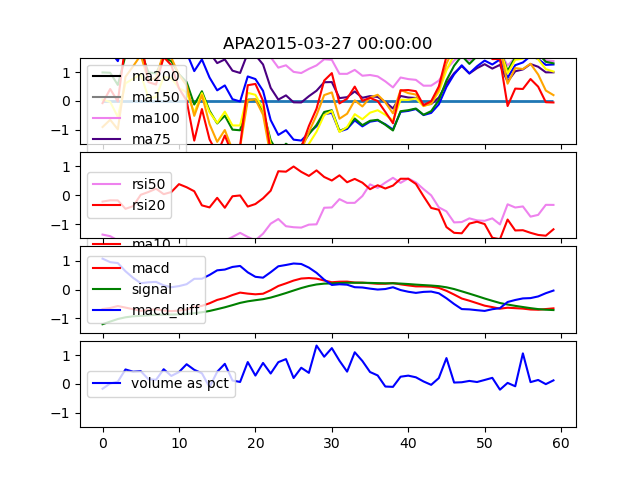 APA2015-03-27 00:00:00
1
0
−1
ma200
ma150
ma100
ma75
1
0
−1
rsi50
rsi20
ma10
1
0
−1
macd
signal
macd_diff
1
0
−1
volume as pct
0 10 20 30 40 50 60